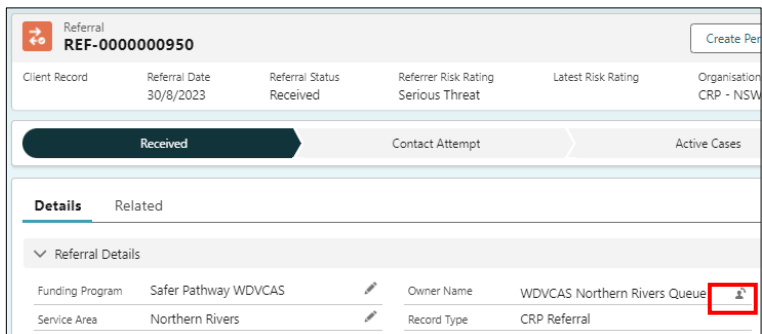 Referral
REF-0000000950
Create Per
Client Record Referral Date Referral Status Referrer Risk Rating Latest Risk Rating Organisation
30/8/2023 Received Serious Threat CRP - NSW
Received Contact Attempt Active Cases
Details Related
Referral Details
Funding Program Safer Pathway WDVCAS Owner Name WDVCAS Northern Rivers Queue
Service Area Northern Rivers Record Type CRP Referral